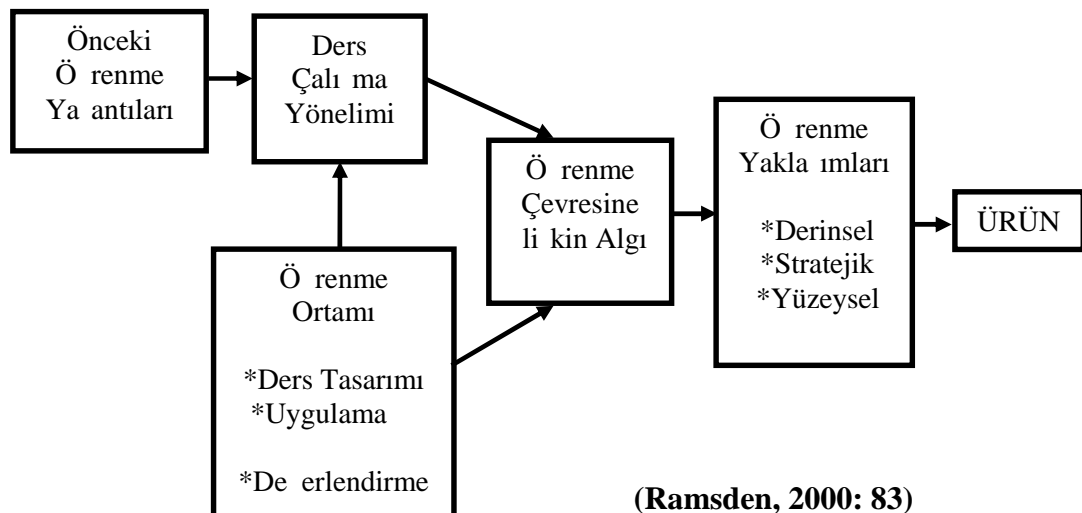 Önceki
Ö renme
Ya antıları
Ders
Çalı ma
Yönelimi
Ö renme
Ortamı
*Ders Tasarımı
*Uygulama
*De erlendirme
Ö renme
Çevresine
li kin Algı
Ö renme
Yakla ımları
*Derinsel
*Stratejik
*Yüzeysel
ÜRÜN
(Ramsden, 2000: 83)